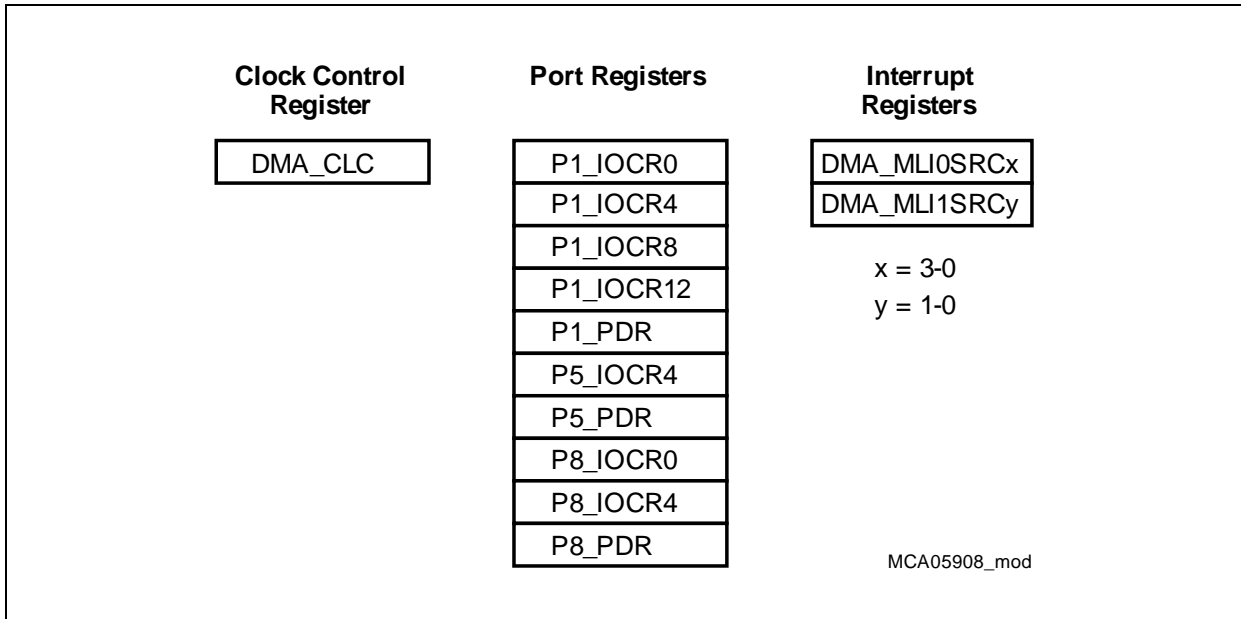 Clock Control
Register
DMA_CLC
Port Registers
P1_IOCR0
P1_IOCR4
P1_IOCR8
P1_IOCR12
P1_PDR
P5_IOCR4
P5_PDR
P8_IOCR0
P8_IOCR4
P8_PDR
Interrupt
Registers
DMA_MLI0SRCx
DMA_MLI1SRCy
x = 3-0
y = 1-0
MCA05908_mod